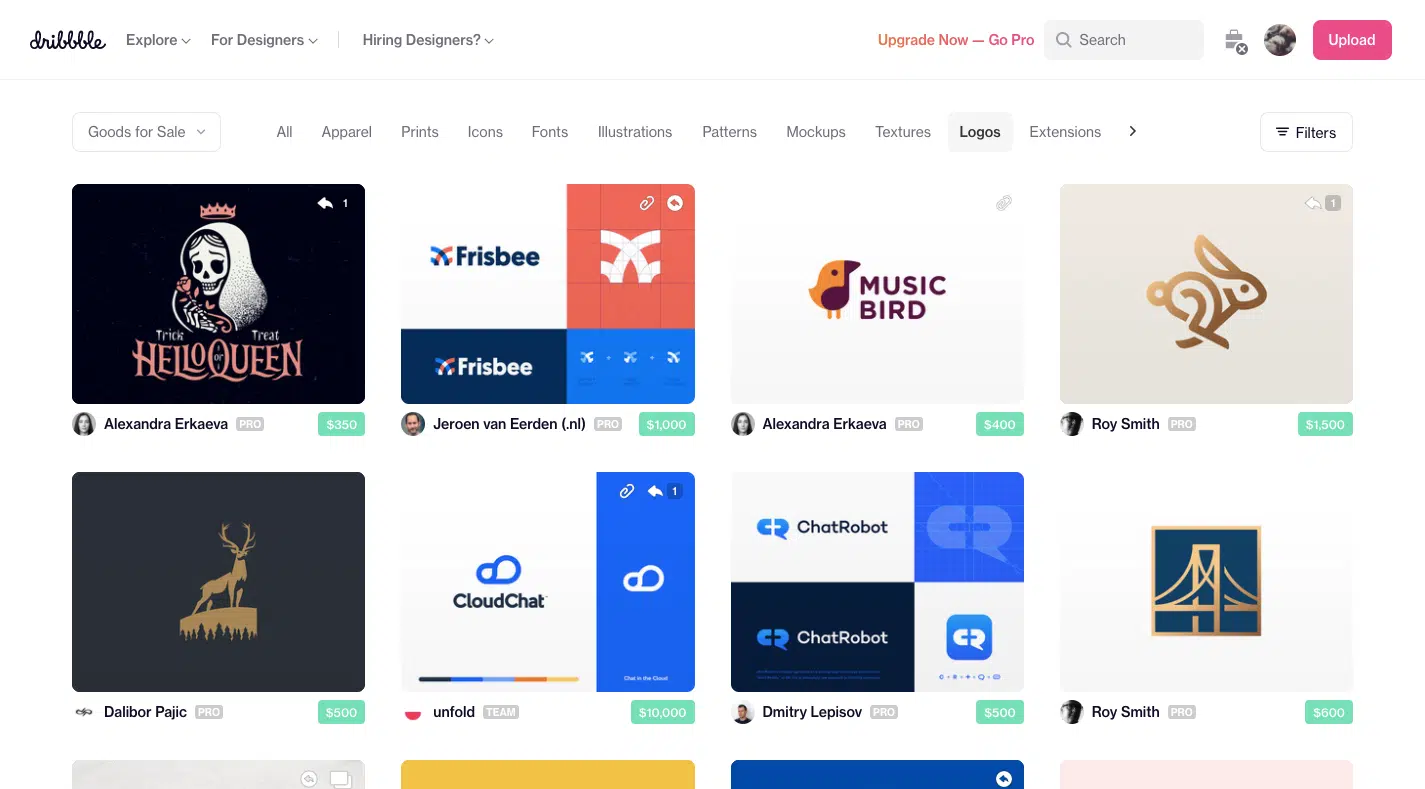 dribbble Explore For Designers Hiring Designers? Upgrade Now — Go Pro Search Upload
Goods for Sale All Apparel Prints Icons Fonts Illustrations Patterns Mockups Textures Logos Extensions Filters
1
Trick or Treat
HELLO QUEEN
Frisbee
Frisbee
MUSIC
BIRD
1
Alexandra Erkaeva PRO $350
Jeroen van Eerden (.nl) PRO $1,000
Alexandra Erkaeva PRO $400
Roy Smith PRO $1,500
1
CloudChat
Chat in the Cloud
ChatRobot
ChatRobot
Dalibor Pajic PRO $500
unfold TEAM $10,000
Dmitry Lepisov PRO $500
Roy Smith PRO $600